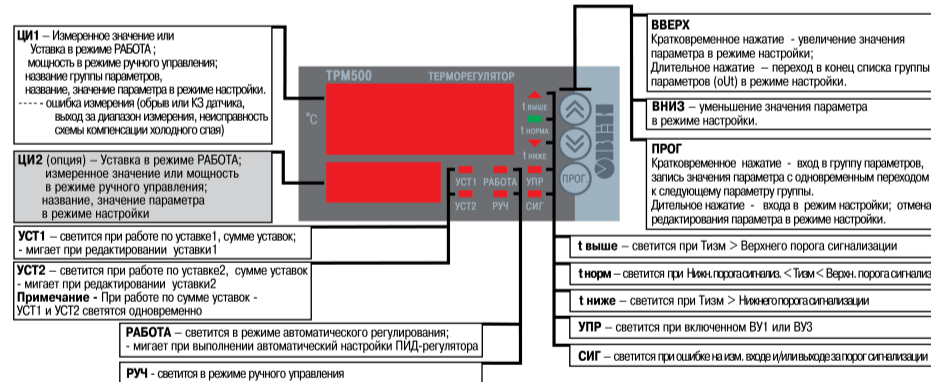 ЦИ1 – Измеренное значение или
Уставка в режиме РАБОТА ;
мощность в режиме ручного управления;
название группы параметров,
название, значение параметра в режиме настройки.
----- - ошибка измерения (обрыв или КЗ датчика,
выход за диапазон измерения, неисправность
схемы компенсации холодного спая)
ЦИ2 (опция) – Уставка в режиме РАБОТА;
измеренное значение или мощность
в режиме ручного управления;
название, значение параметра
в режиме настройки
УСТ1 – светится при работе по уставке1, сумме уставок;
- мигает при редактировании уставки1
УСТ2 – светится при работе по уставке2, сумме уставок
- мигает при редактировании уставки2
Примечание - При работе по сумме уставок -
УСТ1 и УСТ2 светятся одновременно
РАБОТА – светится в режиме автоматического регулирования;
- мигает при выполнении автоматический настройки ПИД-регулятора
РУЧ - светится в режиме ручного управления
ТРМ500 ТЕРМОРЕГУЛЯТОР
°C
t ВЫШЕ
t НОРМА
t НИЖЕ
УСТ1 РАБОТА УПР
УСТ2 РУЧ СИГ
ПРОГ.
ОВЕН
ВВЕРХ
Кратковременное нажатие - увеличение значения
параметра в режиме настройки;
Длительное нажатие – переход в конец списка группы
параметров (oUt) в режиме настройки.
ВНИЗ – уменьшение значения параметра
в режиме настройки.
ПРОГ
Кратковременное нажатие - вход в группу параметров,
запись значения параметра с одновременным переходом
к следующему параметру группы.
Дительное нажатие - входа в режим настройки; отмена
редактирования параметра в режиме настройки.
t выше – светится при Тизм > Верхнего порога сигнализации
t норм – светится при Нижн. порога сигнализ. < Тизм < Верхн. порога сигнализ
t ниже – светится при Тизм > Нижнего порога сигнализации
УПР – светится при включенном ВУ1 или ВУ3
СИГ – светится при ошибке на изм. входе и/или выходе за порог сигнализации